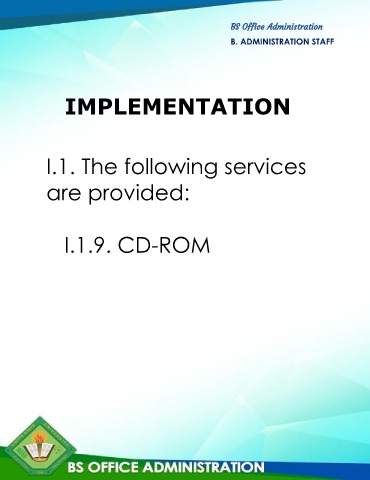 BS Office Administration
B. ADMINISTRATION STAFF
IMPLEMENTATION
I.1. The following services
are provided:
I.1.9. CD-ROM
BS OFFICE ADMINISTRATION